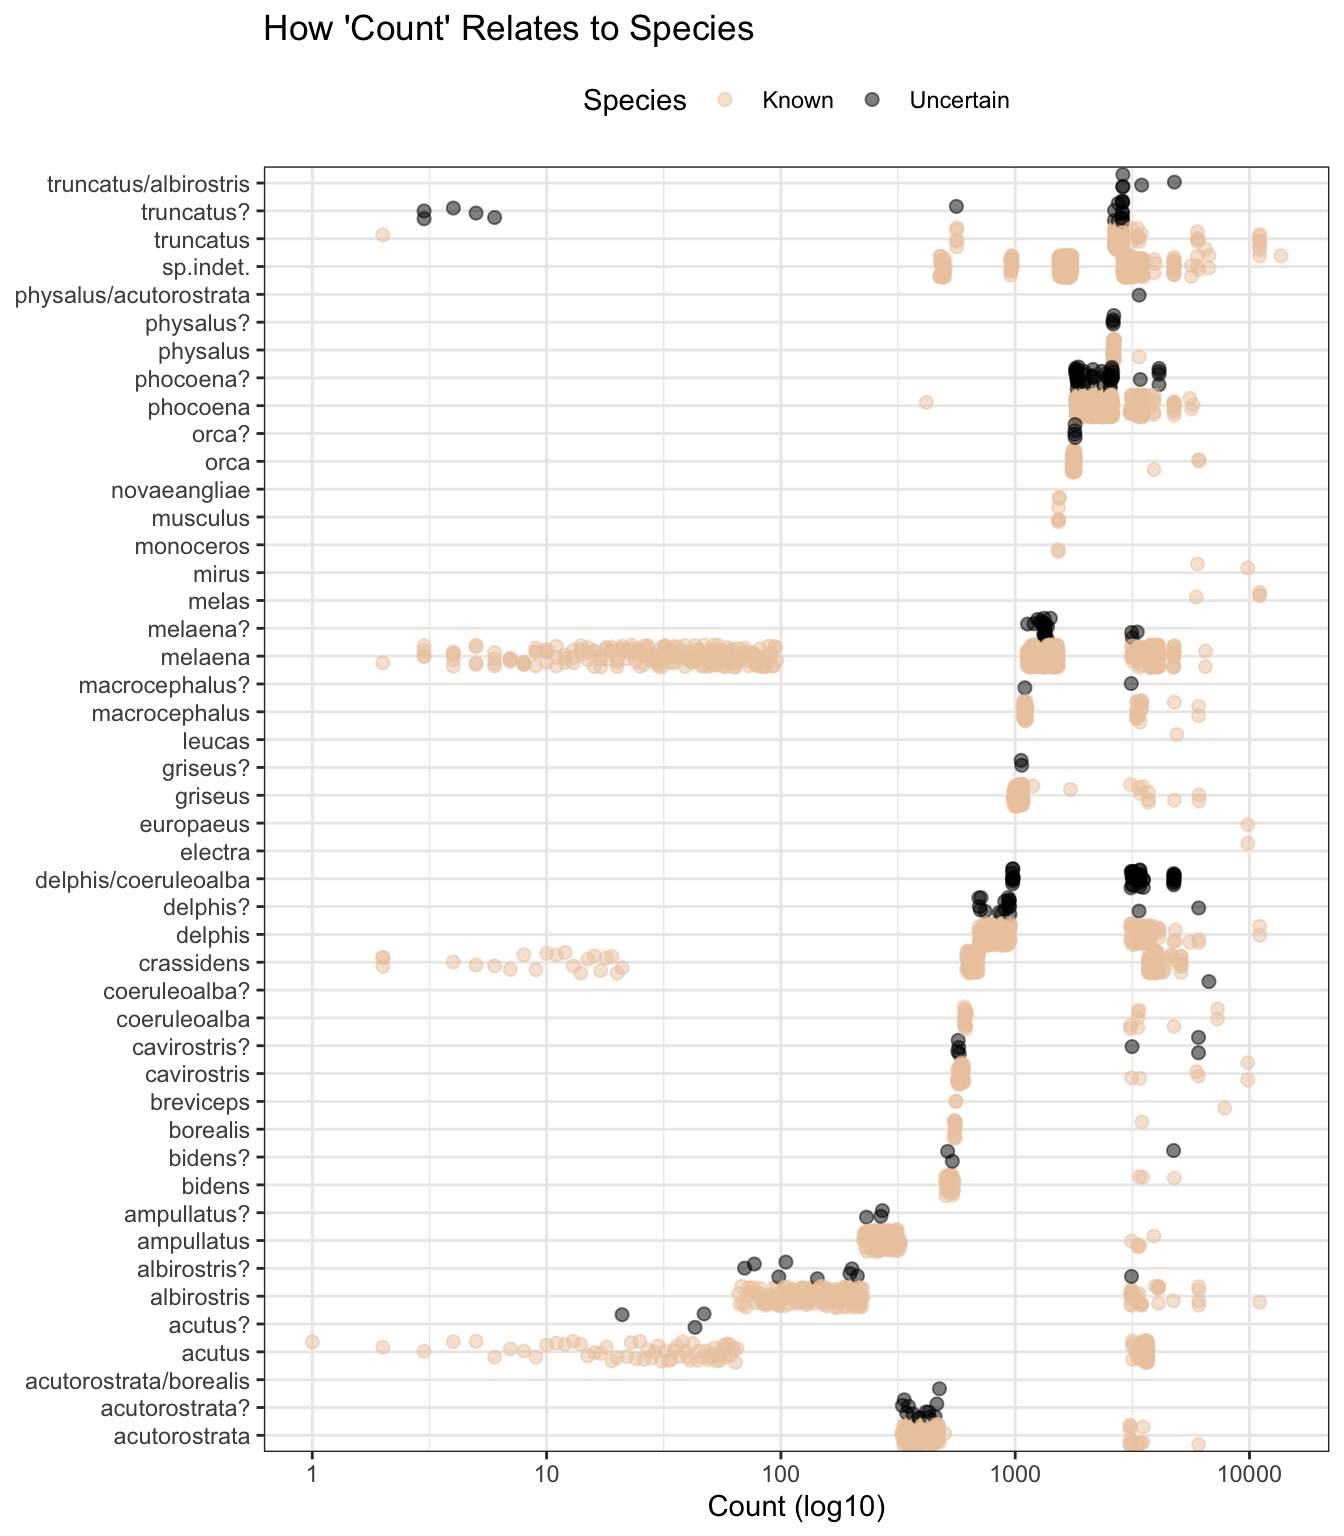 How 'Count' Relates to Species
Species Known Uncertain
truncatus/albirostris
truncatus?
truncatus
sp.indet.
physalus/acutorostrata
physalus?
physalus
phocoena?
phocoena
orca?
orca
novaeangliae
musculus
monoceros
mirus
melas
melaena?
melaena
macrocephalus?
macrocephalus
leucas
griseus?
griseus
europaeus
electra
delphis/coeruleoalba
delphis?
delphis
crassidens
coeruleoalba?
coeruleoalba
cavirostris?
cavirostris
breviceps
borealis
bidens?
bidens
ampullatus?
ampullatus
albirostris?
albirostris
acutus?
acutus
acutorostrata/borealis
acutorostrata?
acutorostrata
1 10 100 1000 10000
Count (log10)